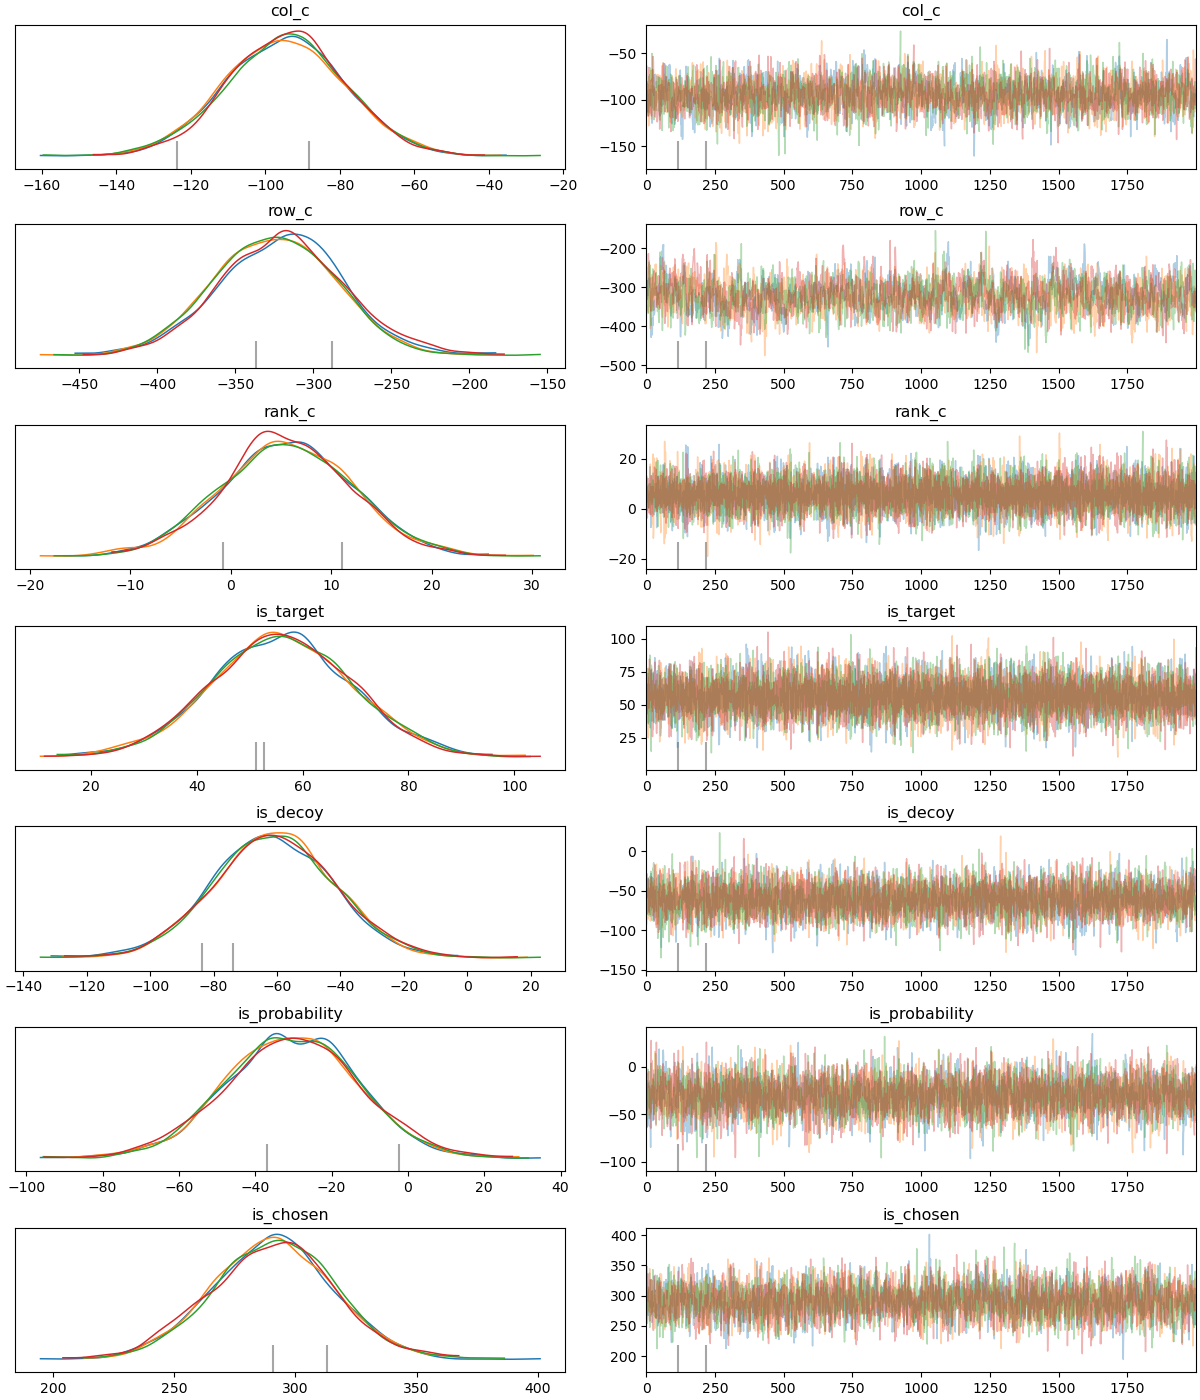 col_c col_c
−50
−100
−150
−160 −140 −120 −100 −80 −60 −40 −20 0 250 500 750 1000 1250 1500 1750
row_c row_c
−200
−300
−400
−500
−450 −400 −350 −300 −250 −200 −150 0 250 500 750 1000 1250 1500 1750
rank_c rank_c
20
0
−20
−20 −10 0 10 20 30 0 250 500 750 1000 1250 1500 1750
is_target is_target
100
75
50
25
20 40 60 80 100 0 250 500 750 1000 1250 1500 1750
is_decoy is_decoy
0
−50
−100
−150
−140 −120 −100 −80 −60 −40 −20 0 20 0 250 500 750 1000 1250 1500 1750
is_probability is_probability
0
−50
−100
−100 −80 −60 −40 −20 0 20 40 0 250 500 750 1000 1250 1500 1750
is_chosen is_chosen
400
350
300
250
200
200 250 300 350 400 0 250 500 750 1000 1250 1500 1750